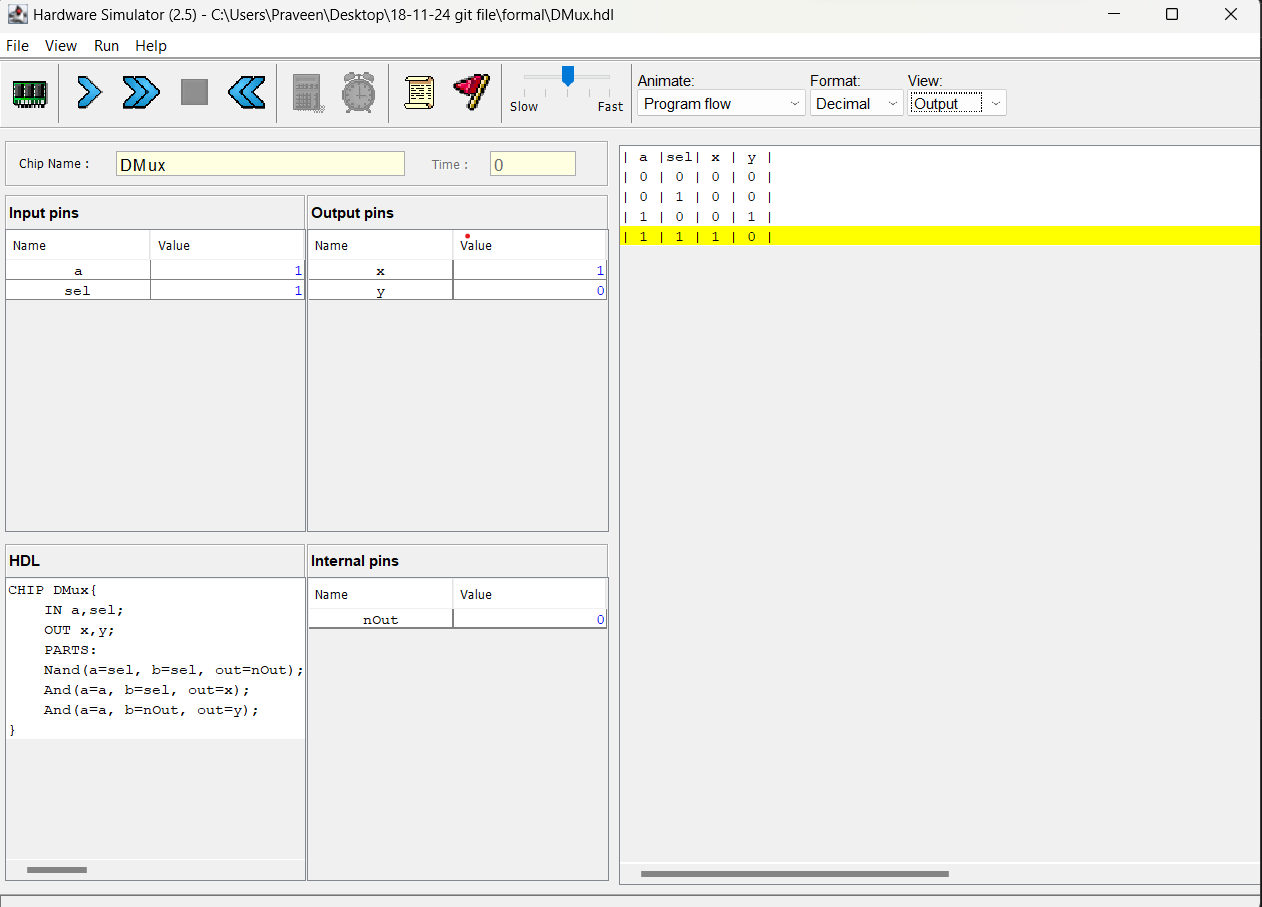 Hardware Simulator (2.5) - C:\Users\Praveen\Desktop\18-11-24 git file\formal\DMux.hdl
File View Run Help
Slow Fast
Animate: Format: View:
Program flow Decimal Output
Chip Name : DMux Time : 0
Input pins
Name Value
a 1
sel 1
Output pins
Name Value
x 1
y 0
| a |sel| x | y |
| 0 | 0 | 0 | 0 |
| 0 | 1 | 0 | 0 |
| 1 | 0 | 0 | 1 |
| 1 | 1 | 1 | 0 |
HDL
CHIP DMux{
IN a,sel;
OUT x,y;
PARTS:
Nand(a=sel, b=sel, out=nOut);
And(a=a, b=sel, out=x);
And(a=a, b=nOut, out=y);
}
Internal pins
Name Value
nOut 0